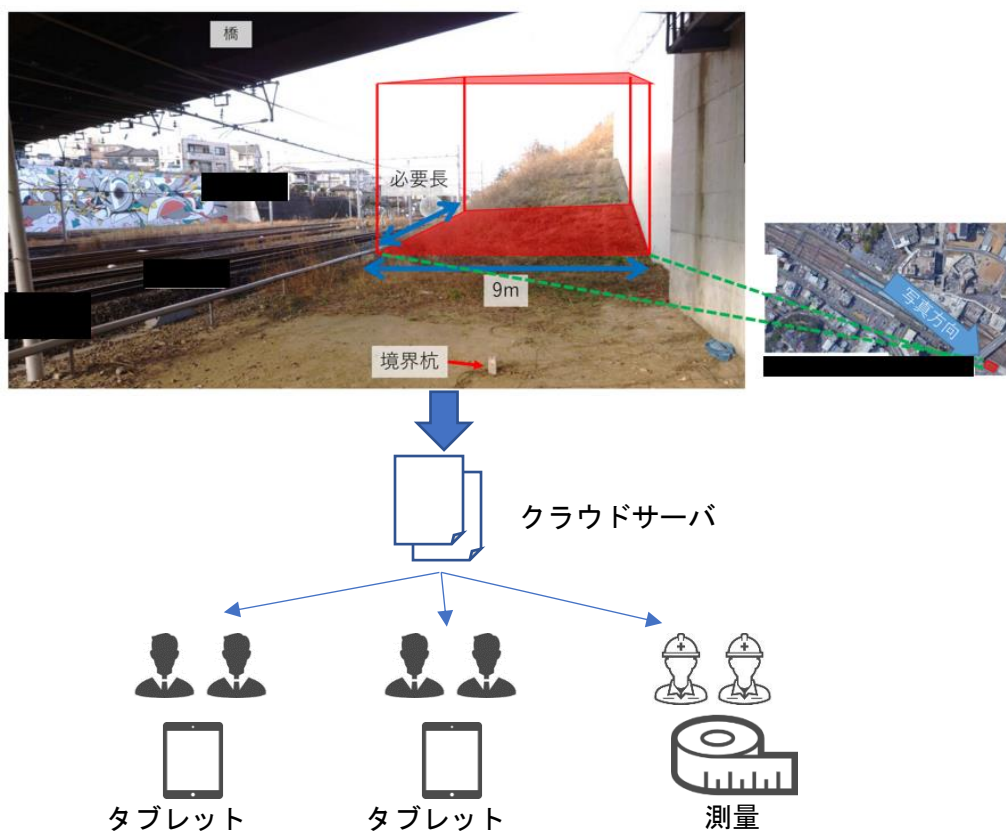 橋
必要長
9m
境界杭
写真方向
クラウドサーバ
タブレット
タブレット
測量